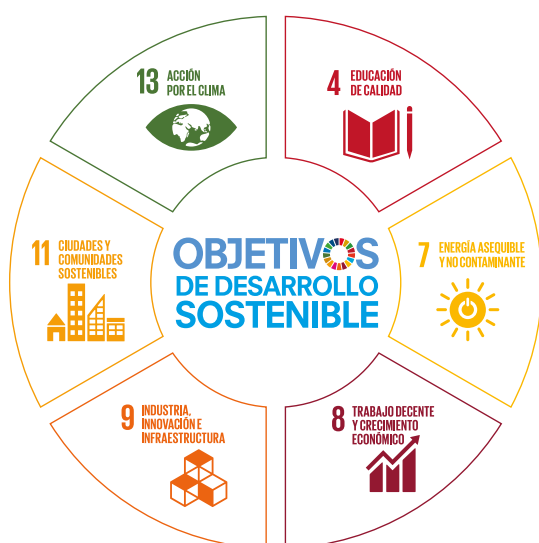 13 ACCIÓN
POR EL CLIMA
4 EDUCACIÓN
DE CALIDAD
11 CIUDADES Y
COMUNIDADES
SOSTENIBLES
OBJETIVOS
DE DESARROLLO
SOSTENIBLE
7 ENERGÍA ASEQUIBLE
Y NO CONTAMINANTE
9 INDUSTRIA,
INNOVACIÓN E
INFRAESTRUCTURA
8 TRABAJO DECENTE
Y CRECIMIENTO
ECONÓMICO